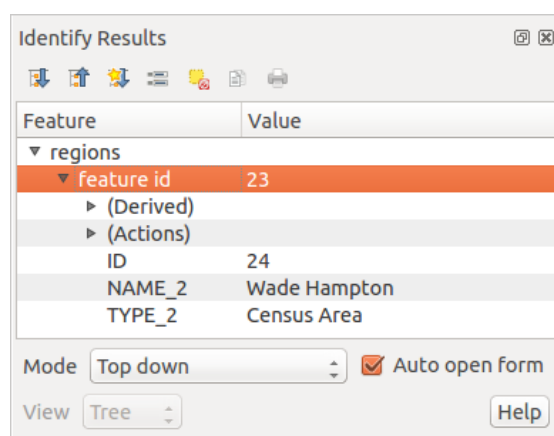 Identify Results
Feature Value
regions
feature id 23
(Derived)
(Actions)
ID 24
NAME_2 Wade Hampton
TYPE_2 Census Area
Mode Top down Auto open form
View Tree Help